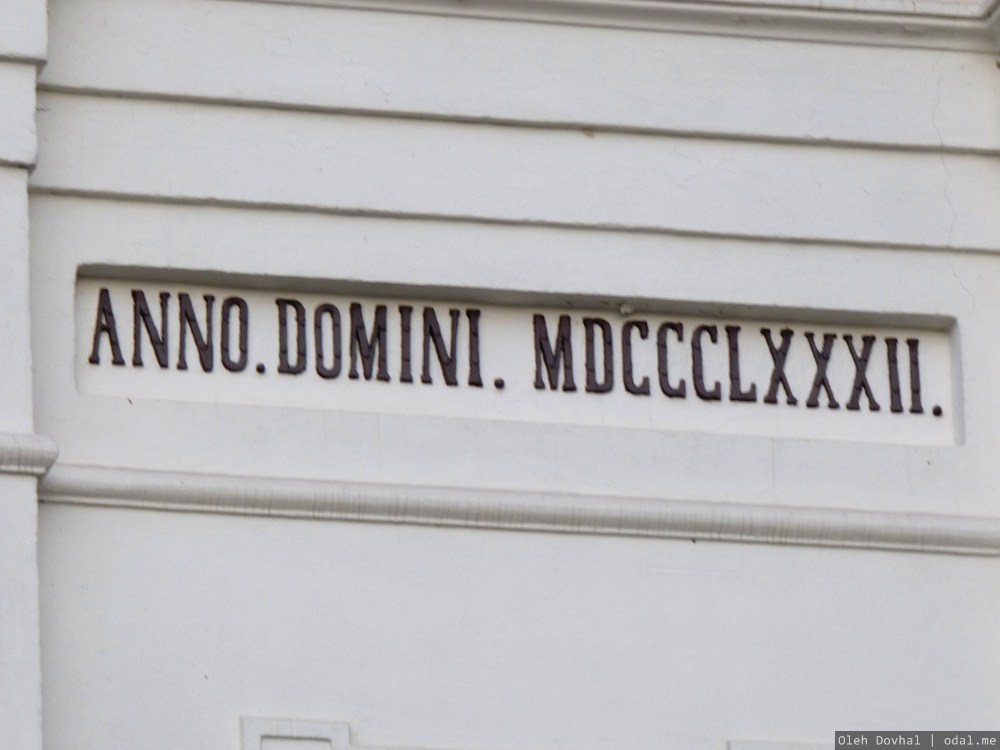 ANNO.DOMINI. MDCCCLXXXII.
Oleh Dovhal | odal.me